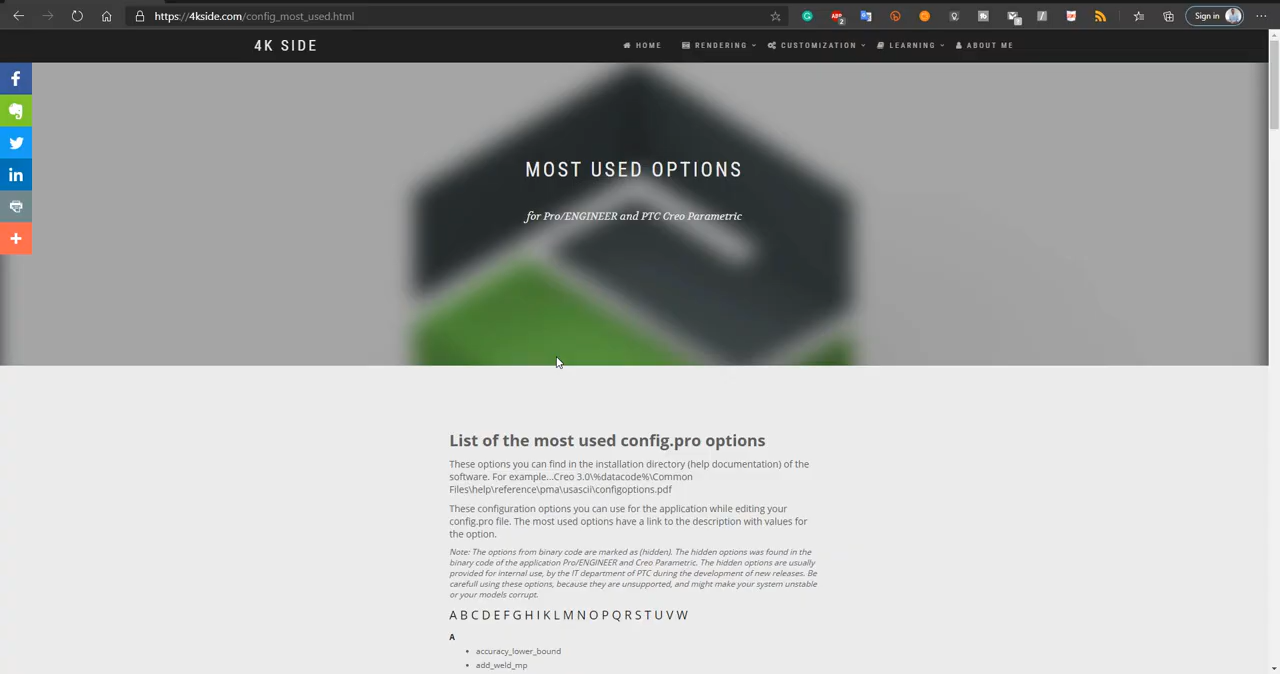 https://4kside.com/config_most_used.html
Sign in
4K SIDE
HOME
RENDERING
CUSTOMIZATION
LEARNING
ABOUT ME
MOST USED OPTIONS
for Pro/ENGINEER and PTC Creo Parametric
List of the most used config.pro options
These options you can find in the installation directory (help documentation) of the
software. For example...Creo 3.0\%datacode%\Common
Files\help\reference\pma\usascii\configoptions.pdf
These configuration options you can use for the application while editing your
config.pro file. The most used options have a link to the description with values for
the option.
Note: The options from binary code are marked as (hidden). The hidden options was found in the
binary code of the application Pro/ENGINEER and Creo Parametric. The hidden options are usually
provided for internal use, by the IT department of PTC during the development of new releases. Be
carefull using these options, because they are unsupported, and might make your system unstable
or your models corrupt.
A B C D E F G H I K L M N O P Q R S T U V W
A
accuracy_lower_bound
add_weld_mp